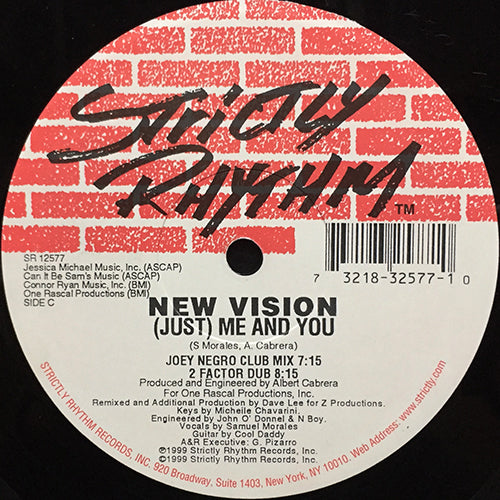 STRICTLY
RHYTHM
TM
SR 12577
Jessica Michael Music, Inc. (ASCAP)
Can It Be Sam's Music (ASCAP)
Connor Ryan Music, Inc. (BMI)
One Rascal Productions (BMI)
SIDE C
7 3218-32577-1 0
NEW VISION
(JUST) ME AND YOU
(S Morales, A. Cabrera)
JOEY NEGRO CLUB MIX 7:15
2 FACTOR DUB 8:15
Produced and Engineered by Albert Cabrera
For One Rascal Productions, Inc.
Remixed and Additional Production by Dave Lee for Z Productions.
Keys by Micheile Chavarini.
Engineered by John O' Donnel & N Boy.
Vocals by Samuel Morales
Guitar by Cool Daddy
A&R Executive: G. Pizarro
℗1999 Strictly Rhythm Records, Inc.
©1999 Strictly Rhythm Records, Inc.
STRICTLY RHYTHM RECORDS, INC. 920 Broadway, Suite 1403, New York, NY 10010. Web Address: www.strictly.com